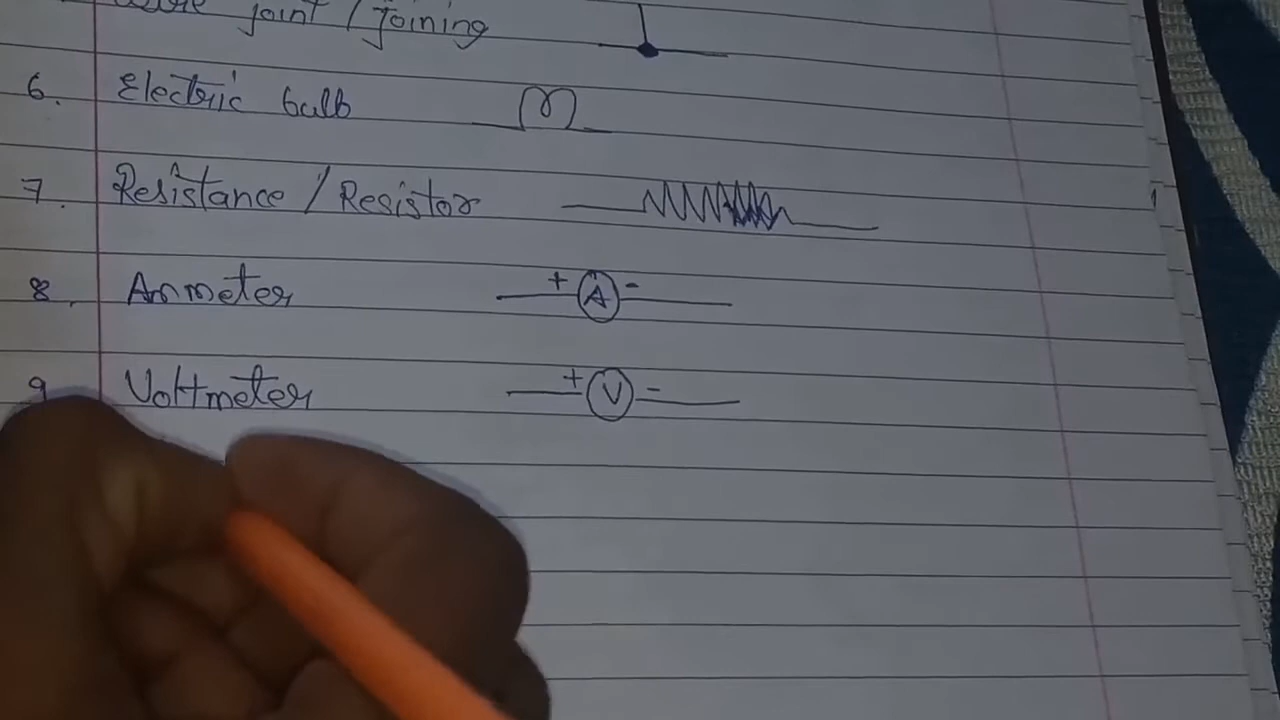 joint / joining
6. Electric bulb
7. Resistance / Resistor
8. Ammeter + A -
9 Voltmeter + V -